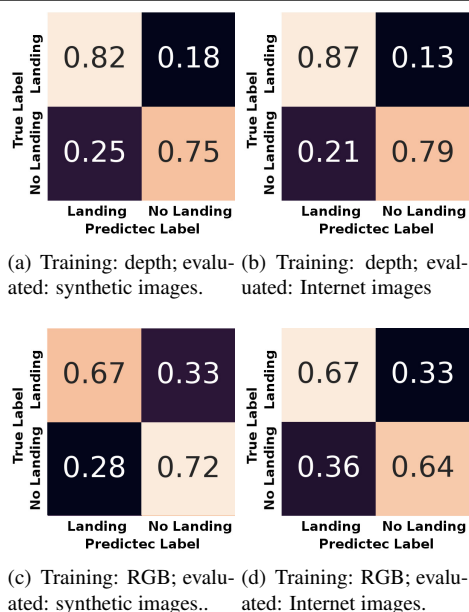 True Label
Landing
No Landing
0.82 0.18
0.25 0.75
Landing No Landing
Predictec Label
(a) Training: depth; evalu-
ated: synthetic images.
True Label
Landing
No Landing
0.87 0.13
0.21 0.79
Landing No Landing
Predictec Label
(b) Training: depth; eval-
uated: Internet images
True Label
Landing
No Landing
0.67 0.33
0.28 0.72
Landing No Landing
Predictec Label
(c) Training: RGB; evalu-
ated: synthetic images..
True Label
Landing
No Landing
0.67 0.33
0.36 0.64
Landing No Landing
Predictec Label
(d) Training: RGB; evalu-
ated: Internet images.